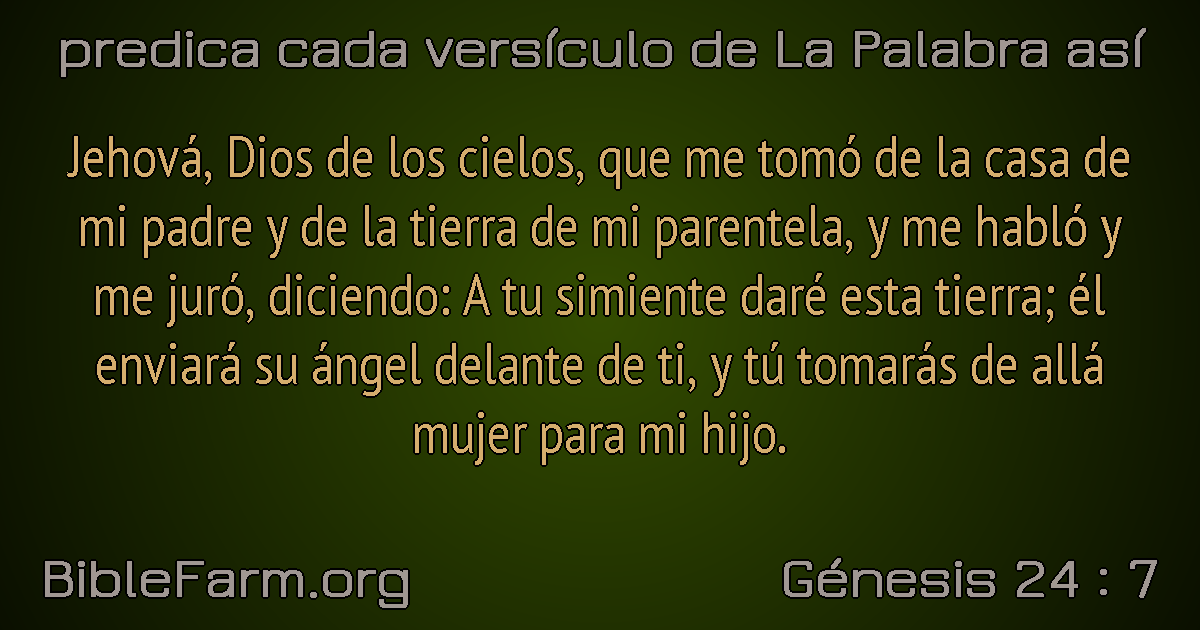 predica cada versículo de La Palabra así
Jehová, Dios de los cielos, que me tomó de la casa de
mi padre y de la tierra de mi parentela, y me habló y
me juró, diciendo: A tu simiente daré esta tierra; él
enviará su ángel delante de ti, y tú tomarás de allá
mujer para mi hijo.
BibleFarm.org
Génesis 24 : 7